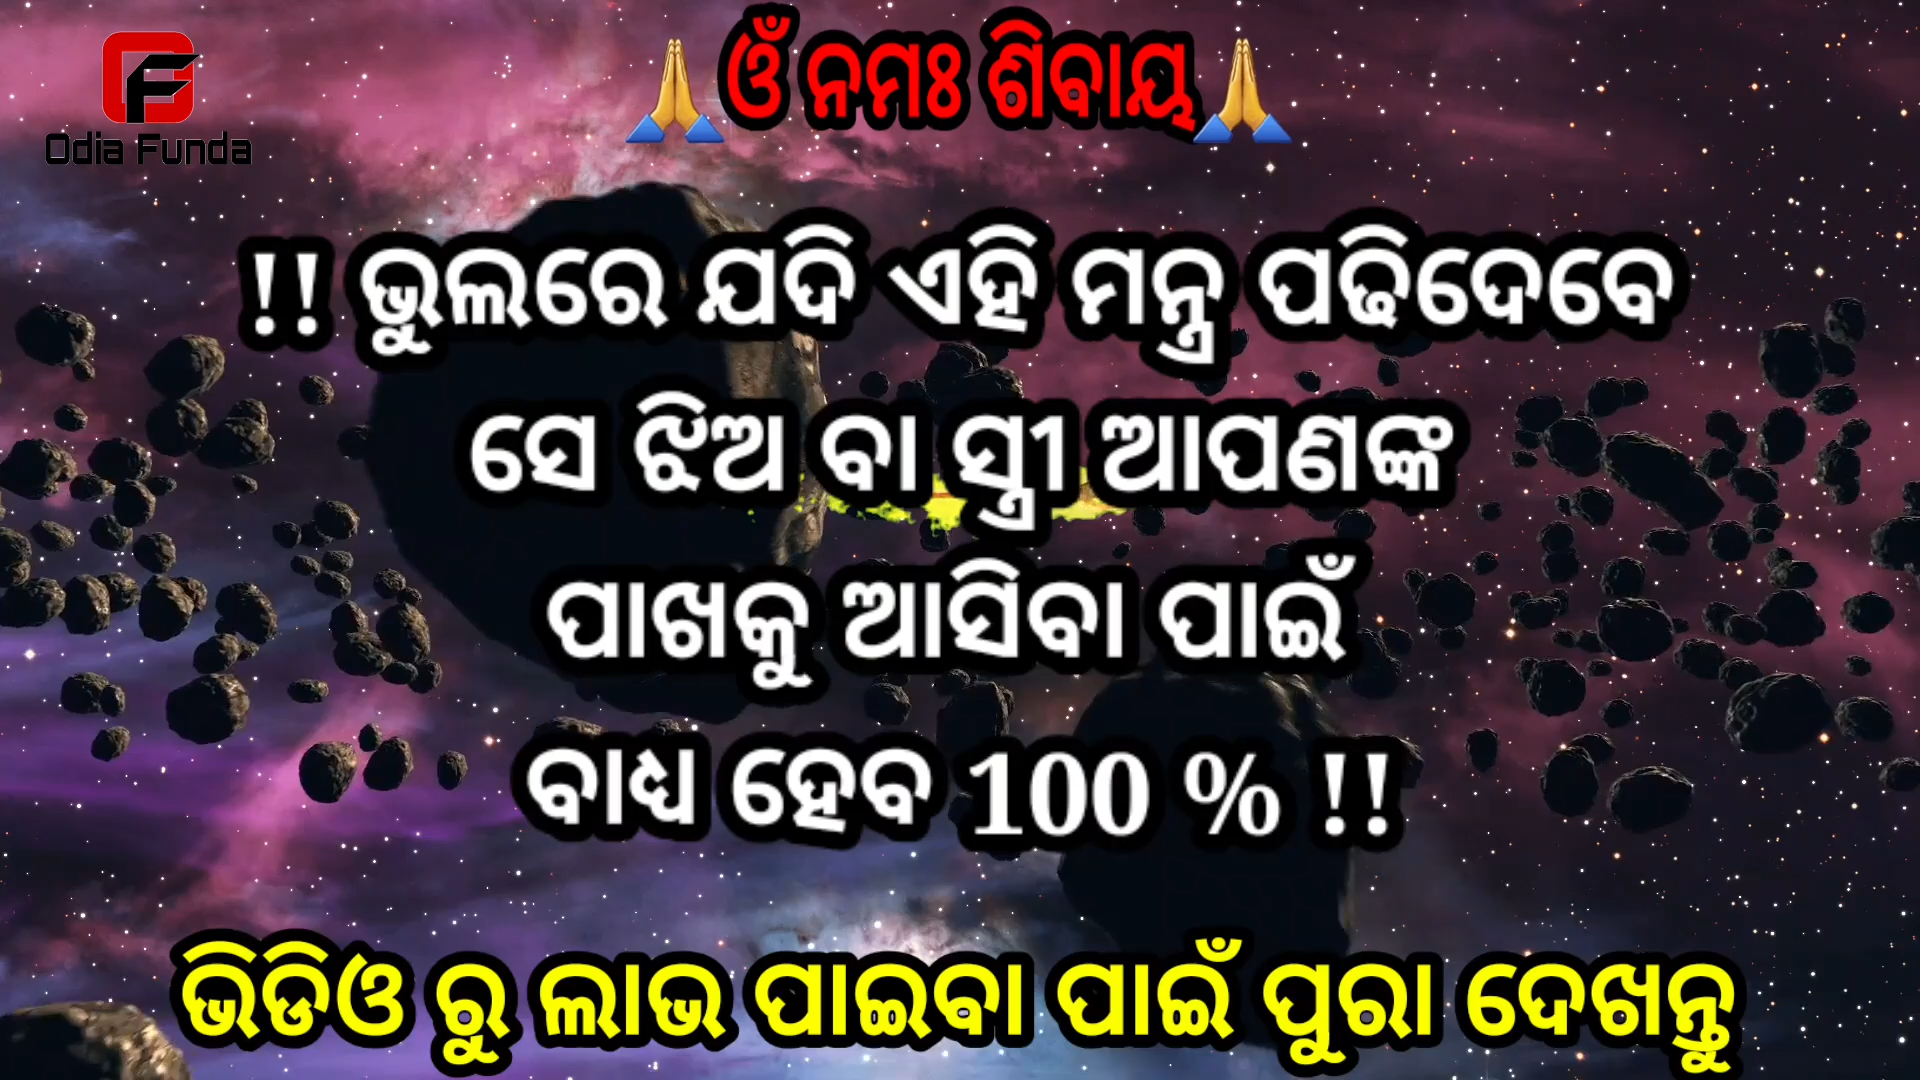 Odia Funda
🙏ଓଁ ନମଃ ଶିବାୟ🙏
!! ଭୁଲରେ ଯଦି ଏହି ମନ୍ତ୍ର ପଢିଦେବେ
ସେ ଝିଅ ବା ସ୍ତ୍ରୀ ଆପଣଙ୍କ
ପାଖକୁ ଆସିବା ପାଇଁ
ବାଧ୍ୟ ହେବ 100 % !!
ଭିଡିଓ ରୁ ଲାଭ ପାଇବା ପାଇଁ ପୁରା ଦେଖନ୍ତୁ